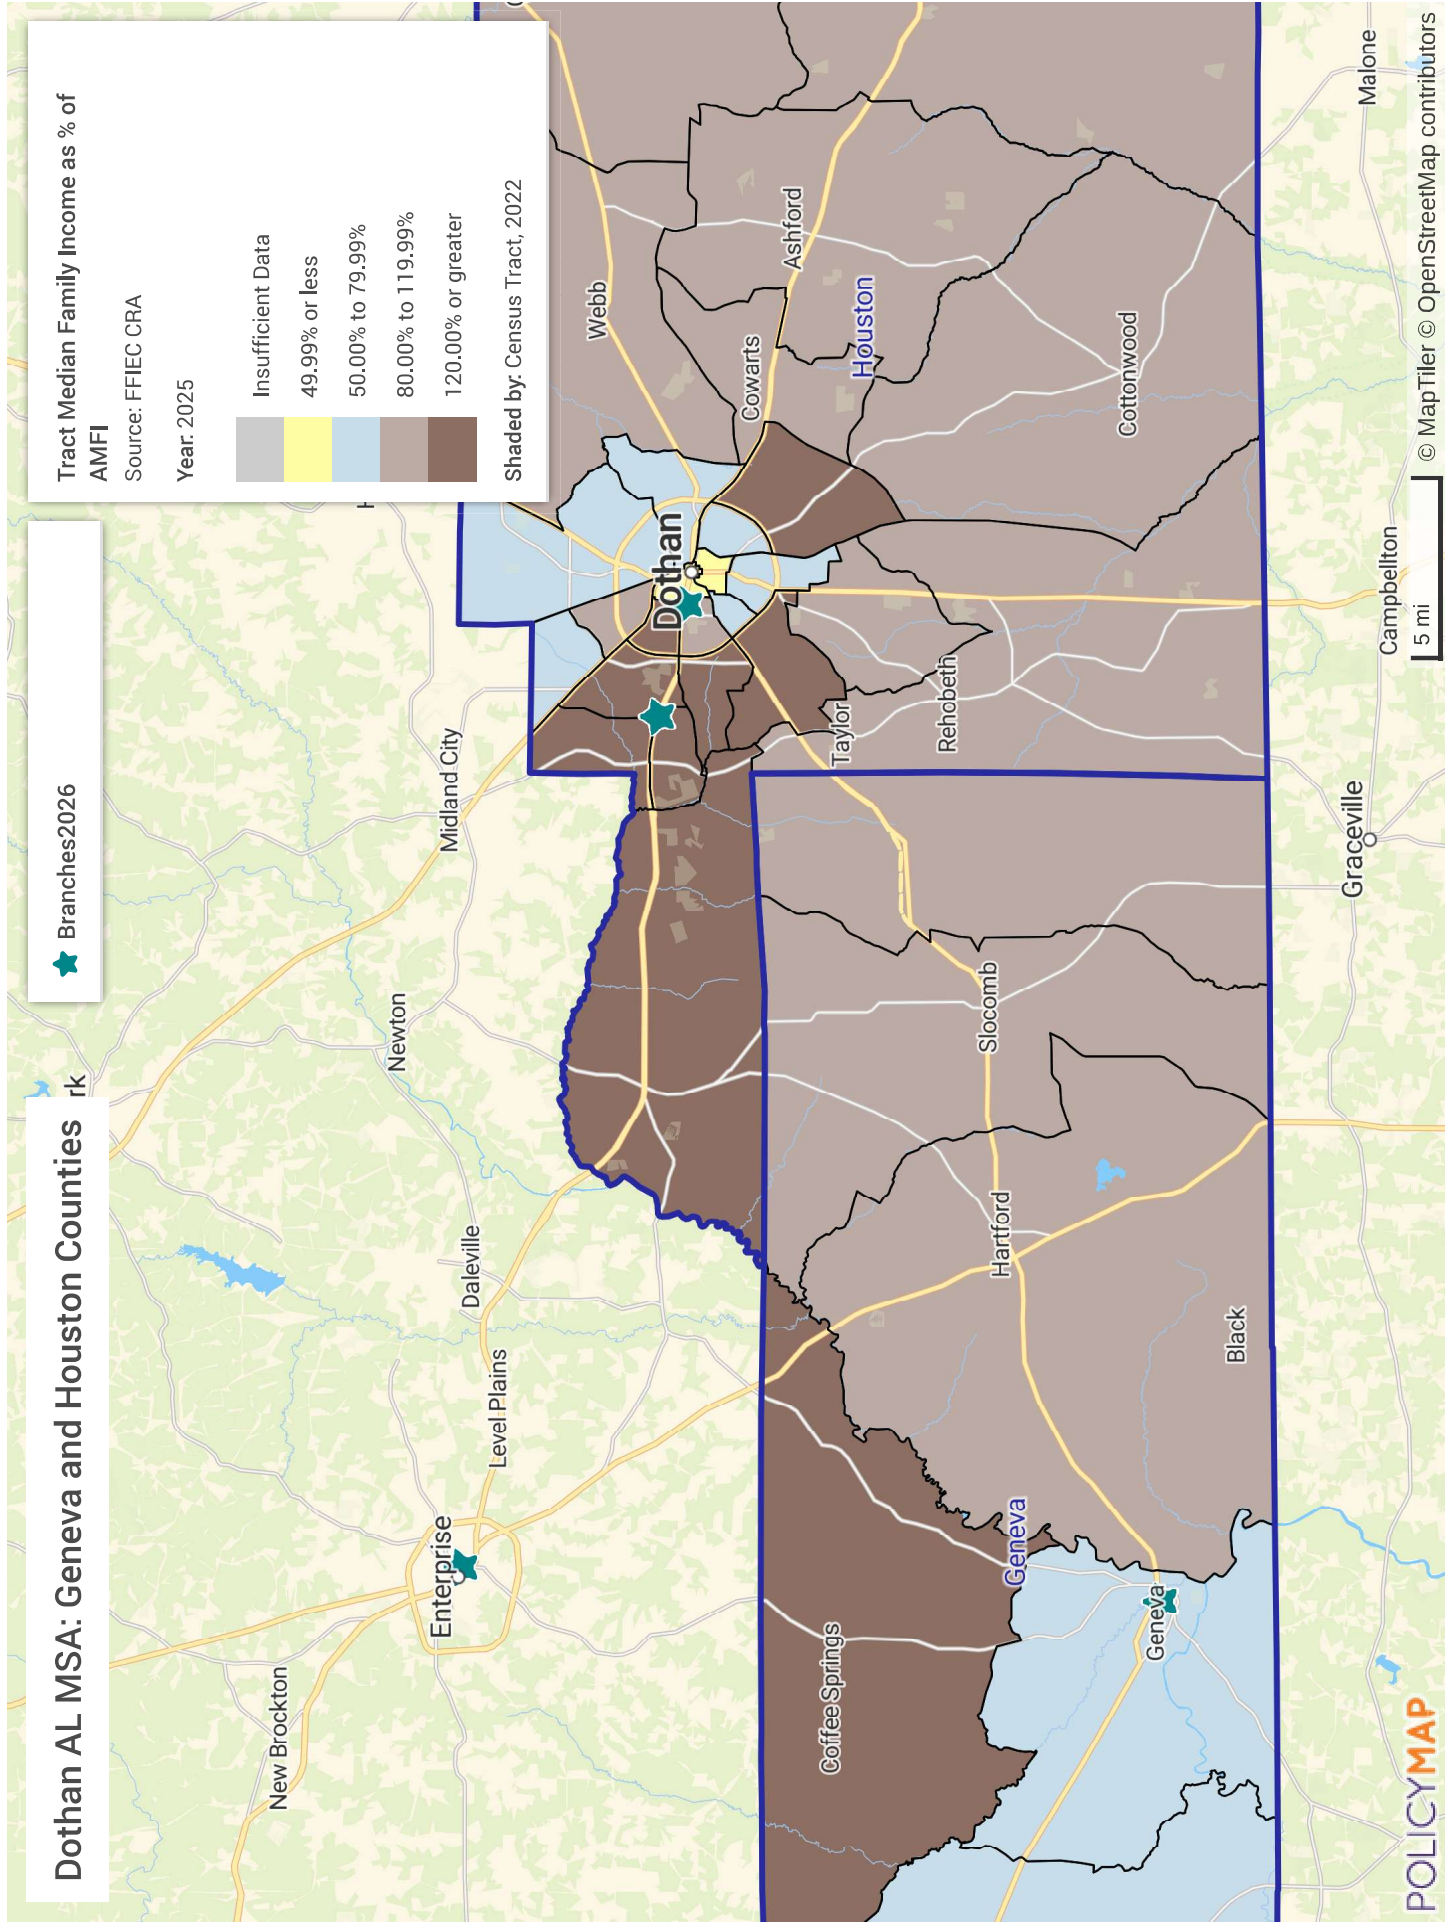 Dothan AL MSA: Geneva and Houston Counties
Branches2026
Tract Median Family Income as % of
AMFI
Source: FFIEC CRA
Year: 2025
Insufficient Data
49.99% or less
50.00% to 79.99%
80.00% to 119.99%
120.00% or greater
Shaded by: Census Tract, 2022
rk
H
New Brockton
Enterprise
Level Plains
Daleville
Newton
Midland City
Dothan
Webb
Cowarts
Ashford
Houston
Taylor
Rehobeth
Cottonwood
Coffee Springs
Geneva
Hartford
Slocomb
Geneva
Black
Graceville
Campbellton
Malone
POLICYMAP
5 mi
© MapTiler © OpenStreetMap contributors